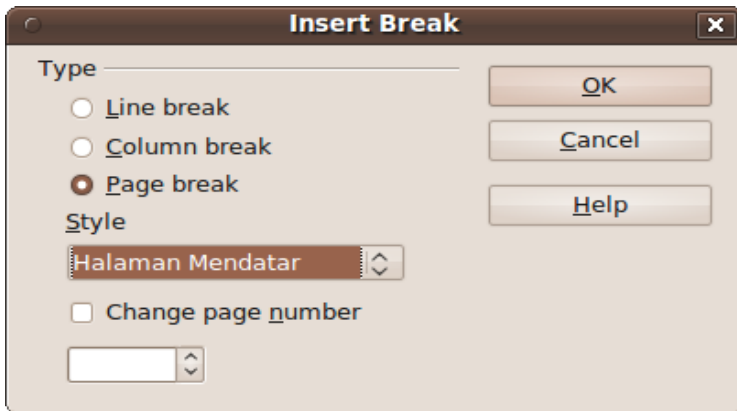 Insert Break
Type
Line break
Column break
Page break
Style
Halaman Mendatar
Change page number
OK
Cancel
Help